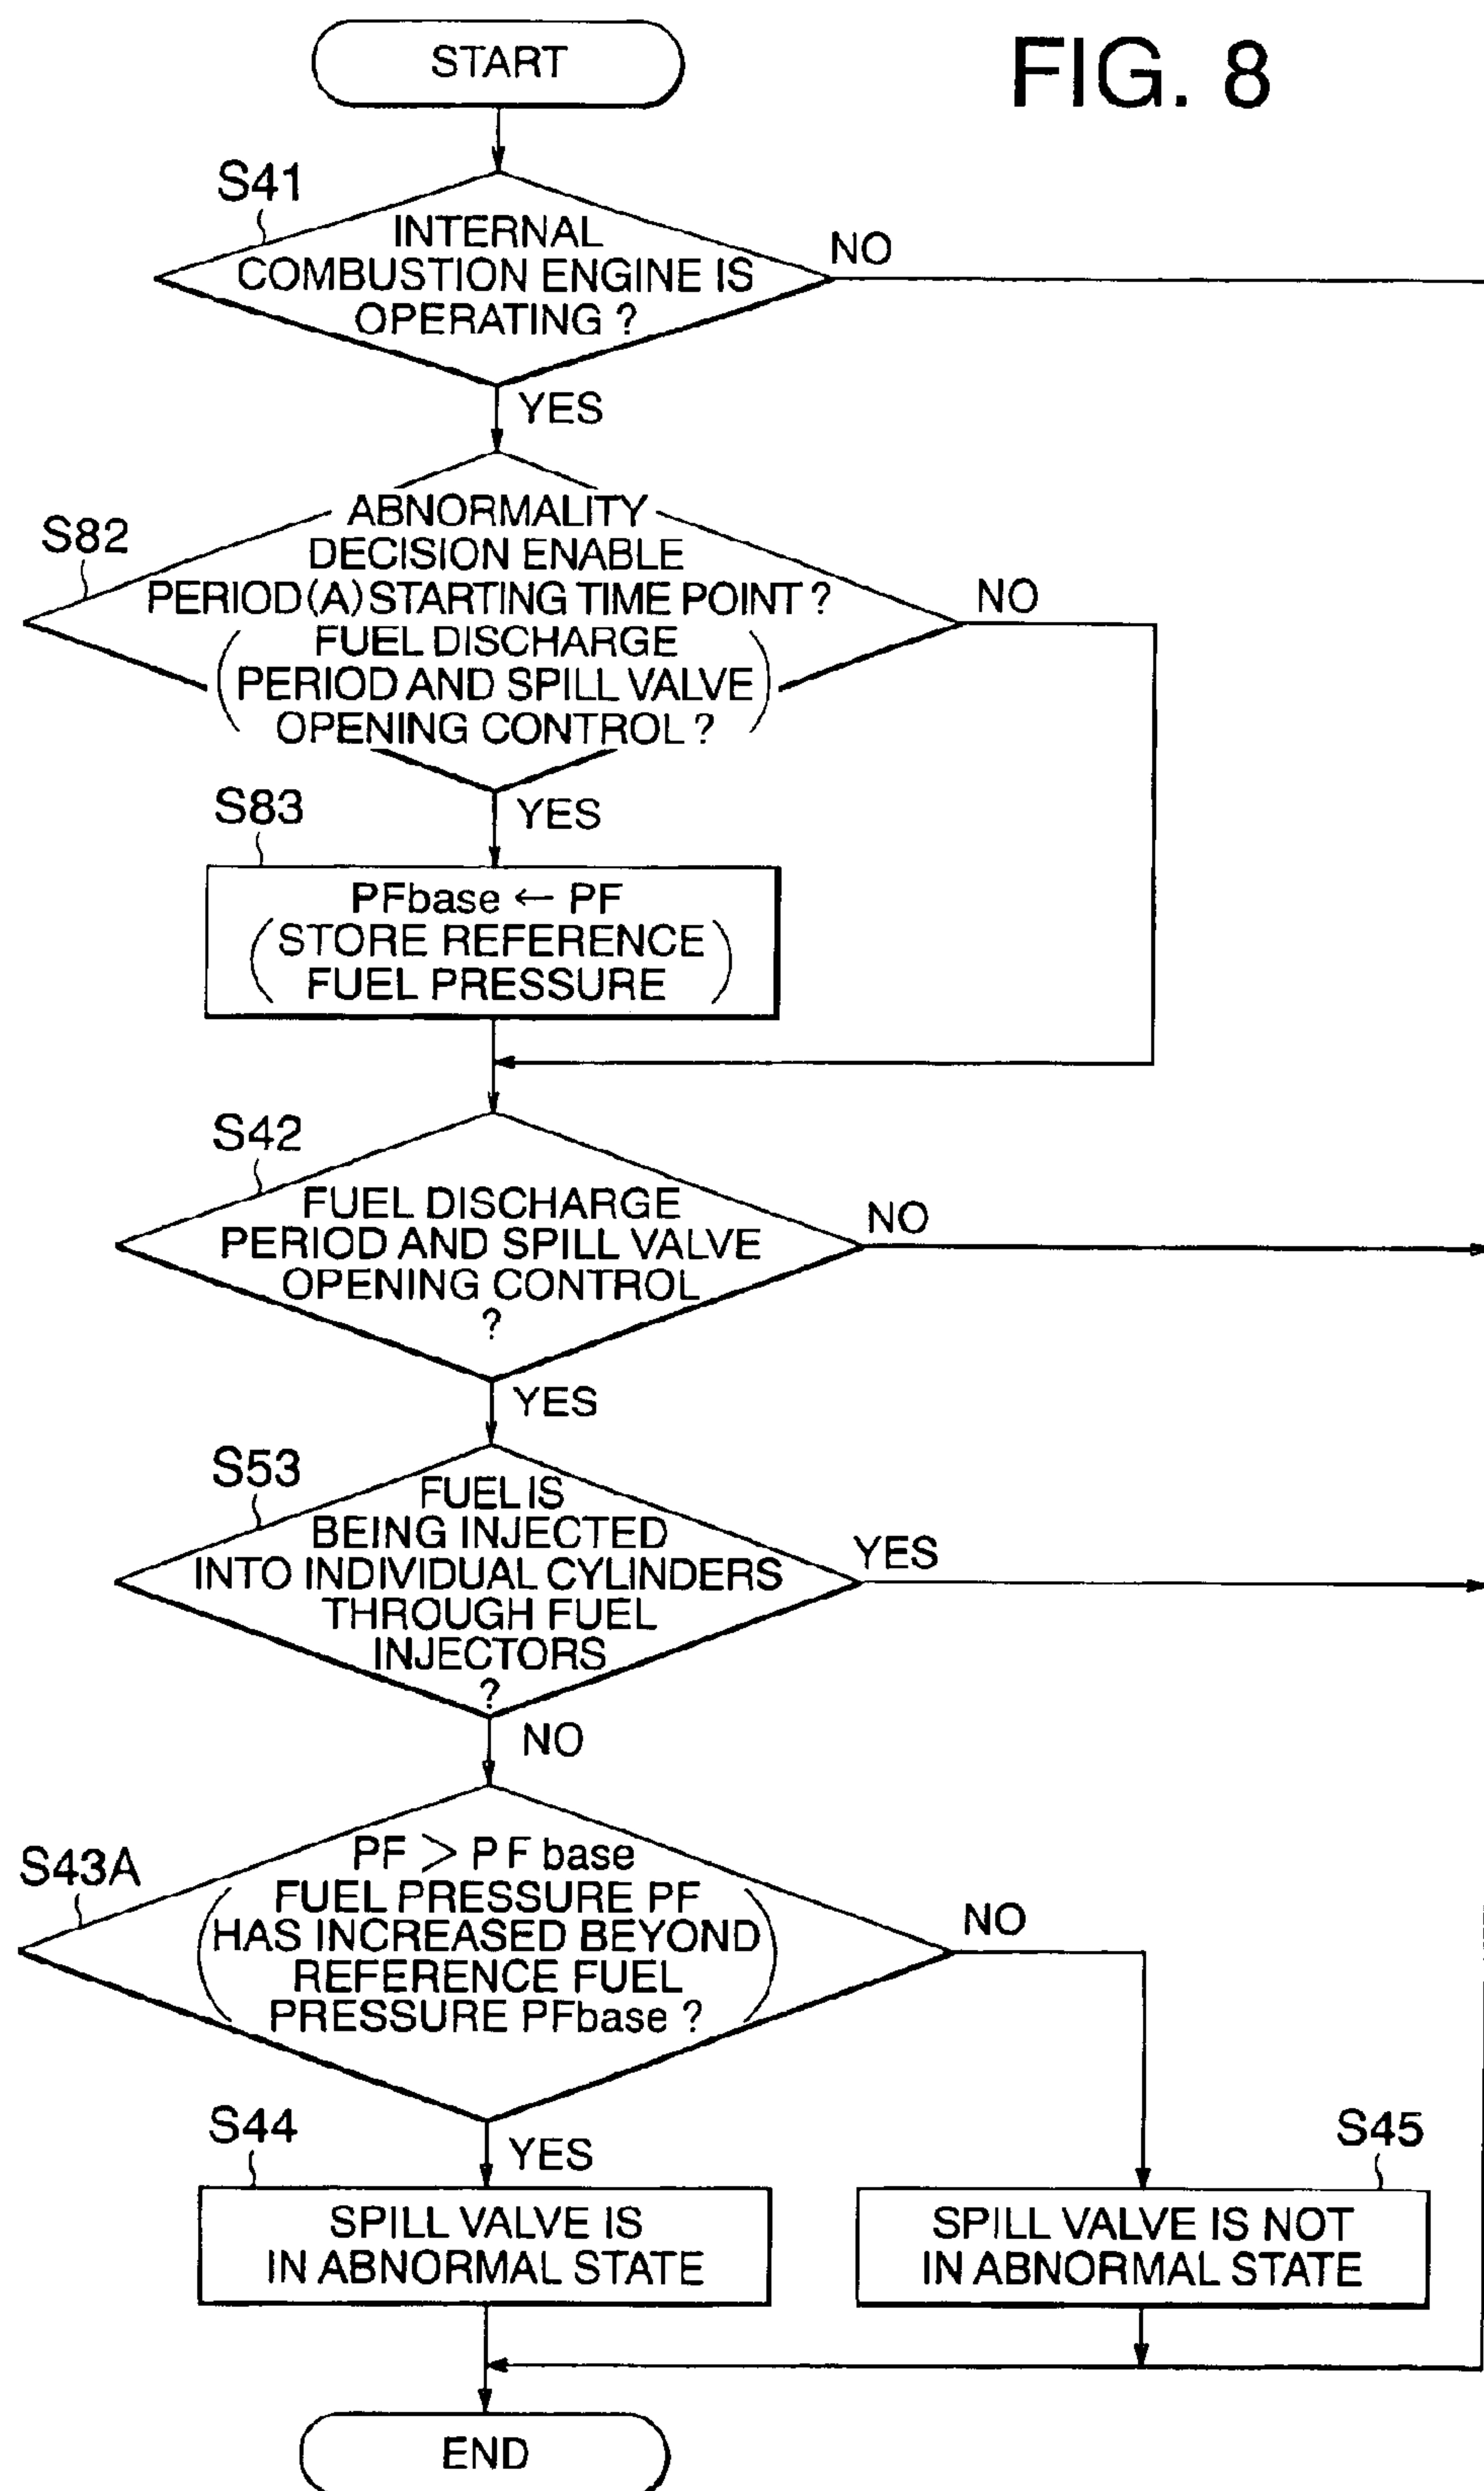 START
FIG. 8
S41
INTERNAL
COMBUSTION ENGINE IS
OPERATING ?
NO
YES
S82
ABNORMALITY
DECISION ENABLE
PERIOD (A) STARTING TIME POINT ?
( FUEL DISCHARGE
PERIOD AND SPILL VALVE
OPENING CONTROL ? )
NO
YES
S83
PFbase ← PF
( STORE REFERENCE
FUEL PRESSURE )
S42
FUEL DISCHARGE
PERIOD AND SPILL VALVE
OPENING CONTROL
?
NO
YES
S53
FUEL IS
BEING INJECTED
INTO INDIVIDUAL CYLINDERS
THROUGH FUEL
INJECTORS
?
YES
NO
S43A
PF > PF base
( FUEL PRESSURE PF
HAS INCREASED BEYOND
REFERENCE FUEL
PRESSURE PFbase ? )
NO
YES
S44
SPILL VALVE IS
IN ABNORMAL STATE
S45
SPILL VALVE IS NOT
IN ABNORMAL STATE
END